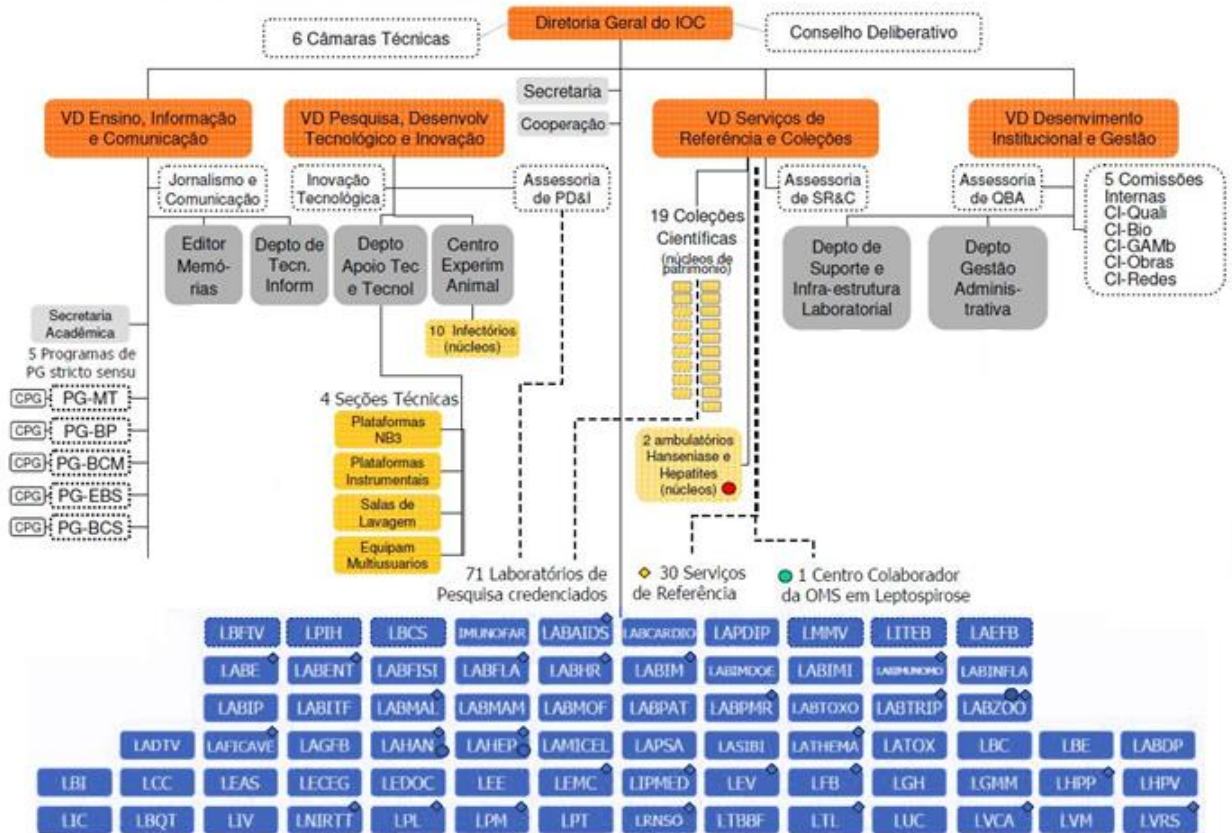 Diretoria Geral do IOC
6 Câmaras Técnicas
Conselho Deliberativo
Secretaria
Cooperação
VD Ensino, Informação
e Comunicação
VD Pesquisa, Desenvolv
Tecnológico e Inovação
VD Serviços de
Referência e Coleções
VD Desenvimento
Institucional e Gestão
Jornalismo e
Comunicação
Inovação
Tecnológica
Assessoria
de PD&I
Assessoria
de SR&C
Assessoria
de QBA
5 Comissões
Internas
CI-Quali
CI-Bio
CI-GAMb
CI-Obras
CI-Redes
Editor
Memó-
rias
Depto de
Tecn.
Inform
Depto
Apoio Tec
e Tecnol
Centro
Experim
Animal
19 Coleções
Científicas
(núcleos de
patrimônio)
Depto de
Suporte e
Infra-estrutura
Laboratorial
Depto
Gestão
Adminis-
trativa
10 Infectórios
(núcleos)
Secretaria
Acadêmica
5 Programas de
PG stricto sensu
CPG PG-MT
CPG PG-BP
CPG PG-BCM
CPG PG-EBS
CPG PG-BCS
4 Seções Técnicas
Plataformas
NB3
Plataformas
Instrumentais
Salas de
Lavagem
Equipam
Multiusuarios
2 ambulatórios
Hanseniase e
Hepatites
(núcleos)
71 Laboratórios de
Pesquisa credenciados
30 Serviços
de Referência
1 Centro Colaborador
da OMS em Leptospirose
LBFIV LPIH LBCS IMUNOFAR LABAIDS LABCARDIO LAPDIP LMMV LITEB LAEFB
LABE LABENT LABFISI LABFLA LABHR LABIM LABIMDOE LABIMI LABIMUNOMO LABINFLA
LABIP LABITF LABMAL LABMAM LABMOF LABPAT LABPMR LABTOXO LABTRIP LABZOO
LADTV LAFICAVE LAGFB LAHAN LAHEP LAMICEL LAPSA LASIBI LATHEMA LATOX LBC LBE LABDP
LBI LCC LEAS LECEG LEDOC LEE LEMC LIPMED LEV LFB LGH LGMM LHPP LHPV
LIC LBQT LIV LNIRTT LPL LPM LPT LRNSO LTBBF LTL LUC LVCA LVM LVRS